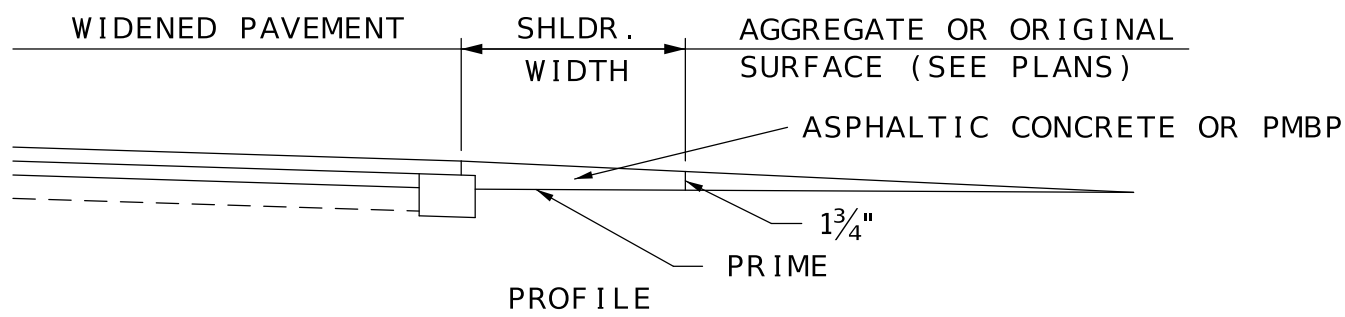 WIDENED PAVEMENT
SHLDR.
WIDTH
AGGREGATE OR ORIGINAL
SURFACE (SEE PLANS)
ASPHALTIC CONCRETE OR PMBP
1¾"
PRIME
PROFILE